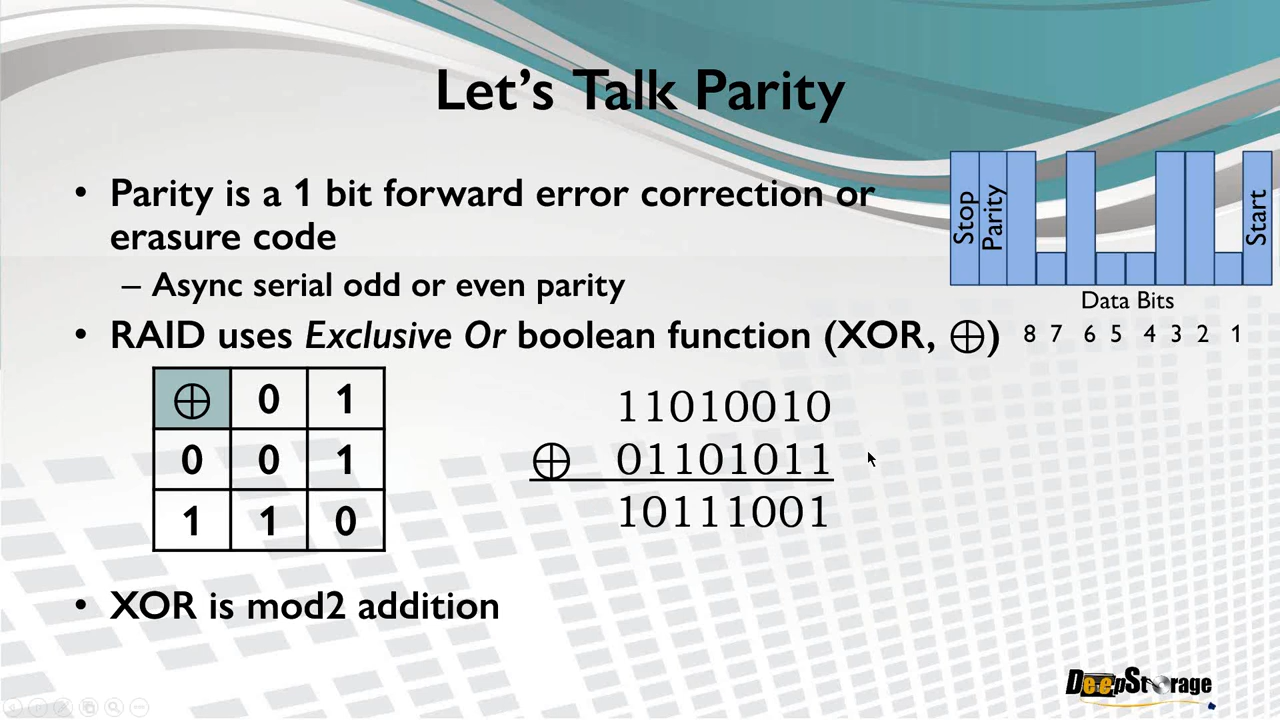 Let's Talk Parity
• Parity is a 1 bit forward error correction or
erasure code
– Async serial odd or even parity
• RAID uses Exclusive Or boolean function (XOR, ⊕)
Stop
Parity
Start
Data Bits
8 7 6 5 4 3 2 1
⊕ 0 1
0 0 1
1 1 0
11010010
⊕ 01101011
10111001
• XOR is mod2 addition
DeepStorage